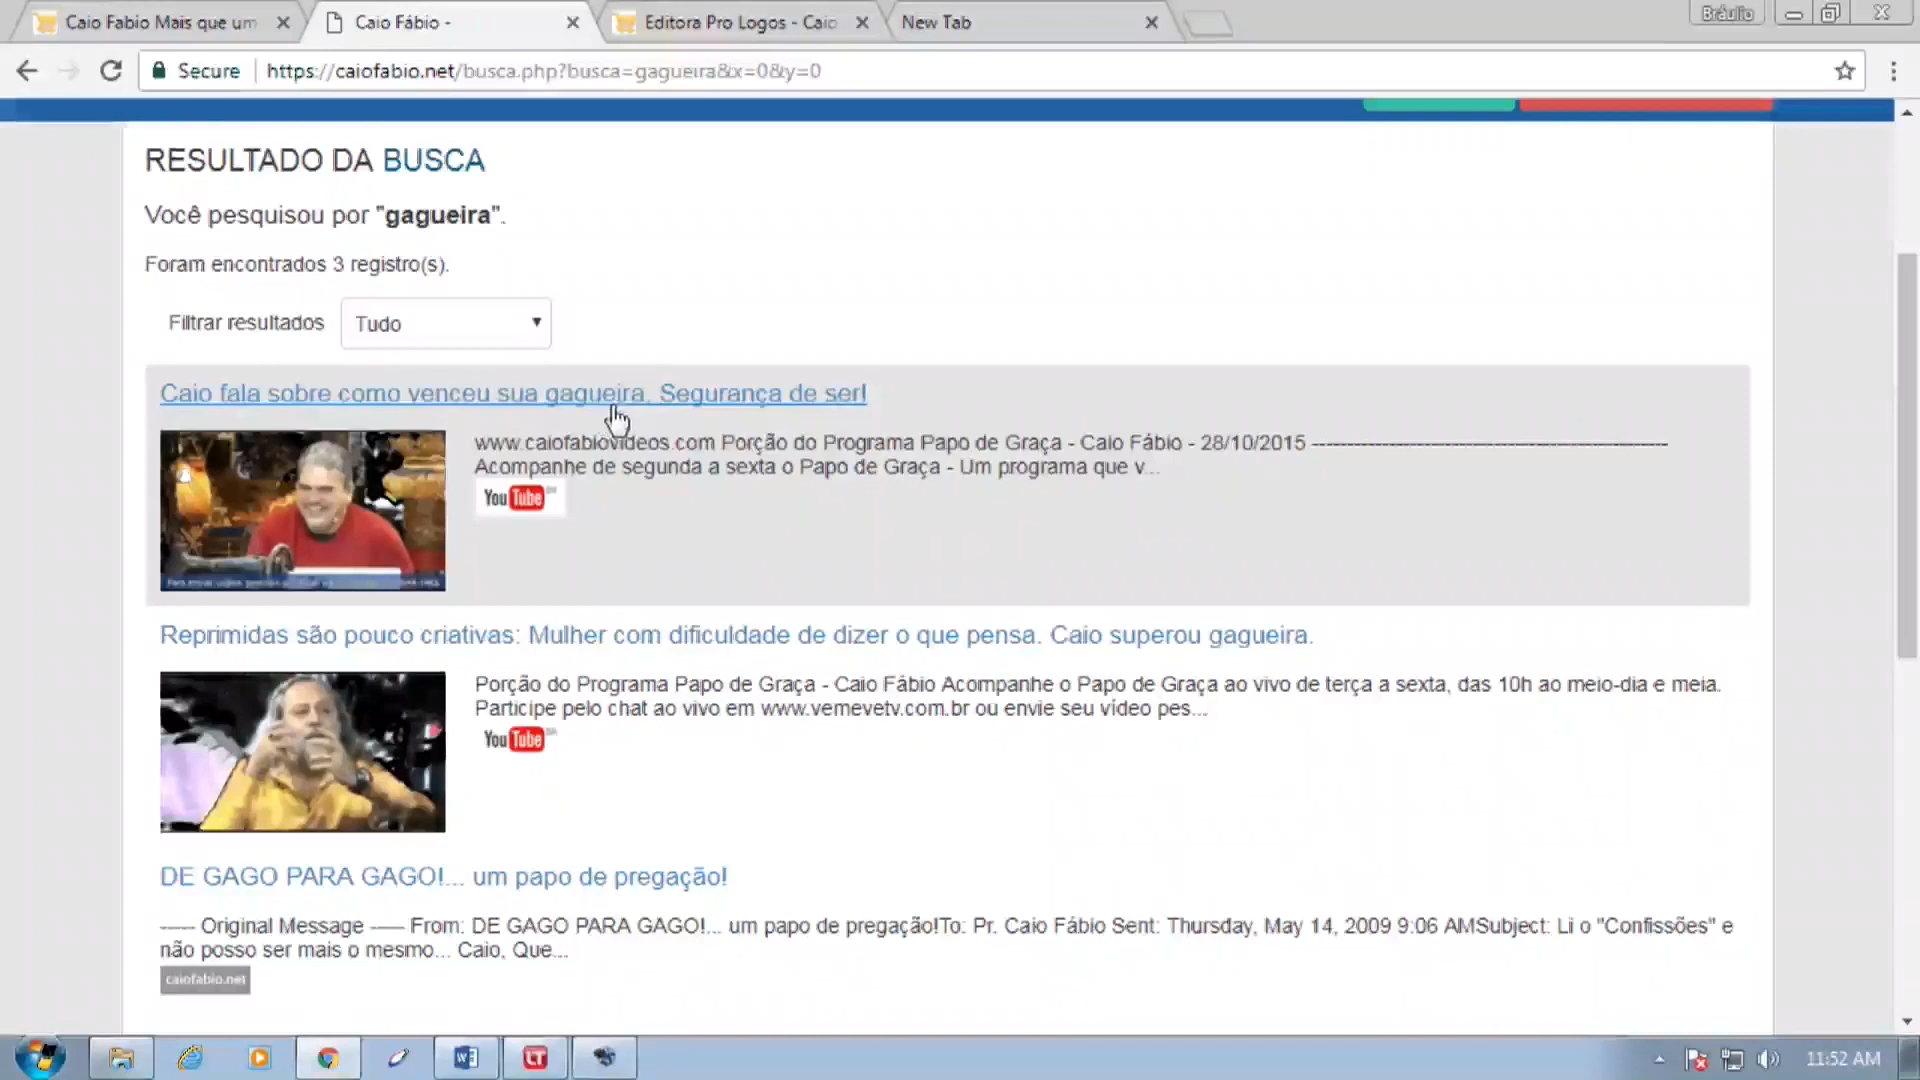 Caio Fabio Mais que um
Caio Fábio -
Editora Pro Logos - Caio
New Tab
Bráulio
Secure
https://caiofabio.net/busca.php?busca=gagueira&x=0&y=0
RESULTADO DA BUSCA
Você pesquisou por "gagueira".
Foram encontrados 3 registro(s).
Filtrar resultados
Tudo
Caio fala sobre como venceu sua gagueira. Segurança de ser!
www.caiofabiovideos.com Porção do Programa Papo de Graça - Caio Fábio - 28/10/2015 --------------------------------------------------
Acompanhe de segunda a sexta o Papo de Graça - Um programa que v...
YouTube BR
Reprimidas são pouco criativas: Mulher com dificuldade de dizer o que pensa. Caio superou gagueira.
Porção do Programa Papo de Graça - Caio Fábio Acompanhe o Papo de Graça ao vivo de terça a sexta, das 10h ao meio-dia e meia.
Participe pelo chat ao vivo em www.vemevetv.com.br ou envie seu vídeo pes...
YouTube BR
DE GAGO PARA GAGO!... um papo de pregação!
----- Original Message ----- From: DE GAGO PARA GAGO!... um papo de pregação!To: Pr. Caio Fábio Sent: Thursday, May 14, 2009 9:06 AMSubject: Li o "Confissões" e
não posso ser mais o mesmo... Caio, Que...
caiofabio.net
11:52 AM